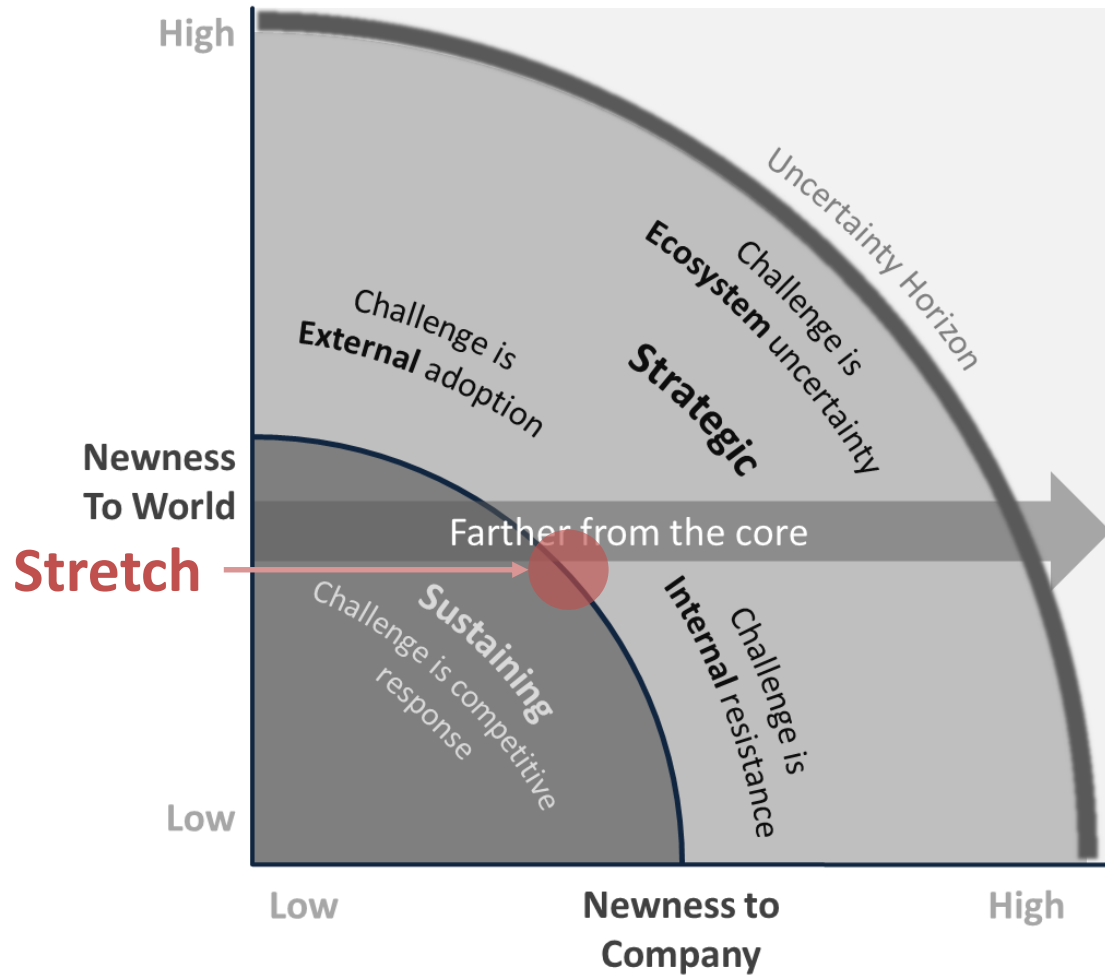 High
Uncertainty Horizon
Challenge is
Ecosystem uncertainty
Challenge is
External adoption
Strategic
Newness
To World
Farther from the core
Stretch
Sustaining
Challenge is competitive
response
Challenge is
Internal resistance
Low
Low
Newness to
Company
High